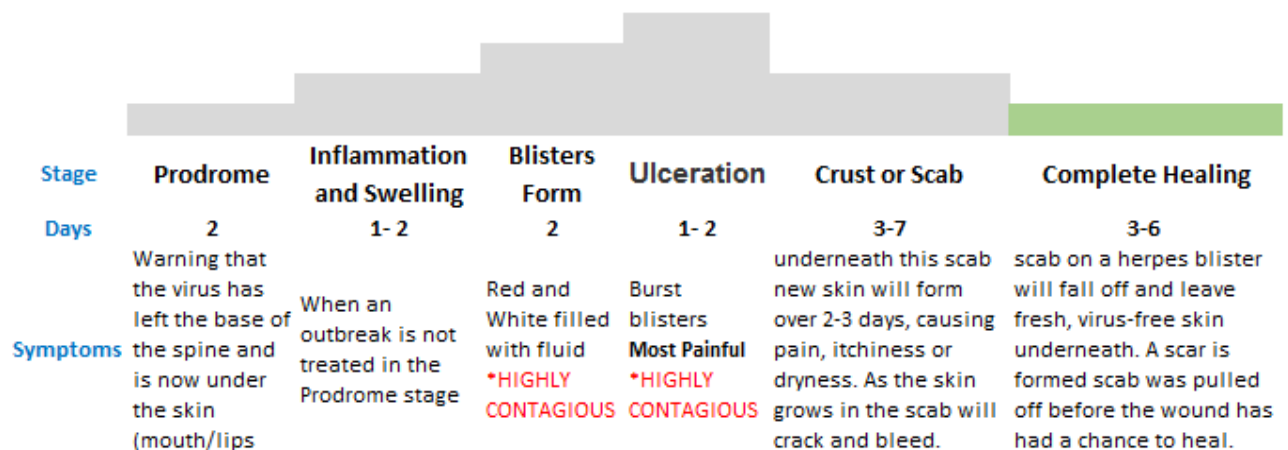 Stage
Prodrome
Inflammation
and Swelling
Blisters
Form
Ulceration
Crust or Scab
Complete Healing
Days
2
1- 2
2
1- 2
3-7
3-6
Symptoms
Warning that
the virus has
left the base of
the spine and
is now under
the skin
(mouth/lips
When an
outbreak is not
treated in the
Prodrome stage
Red and
White filled
with fluid
*HIGHLY
CONTAGIOUS
Burst
blisters
Most Painful
*HIGHLY
CONTAGIOUS
underneath this scab
new skin will form
over 2-3 days, causing
pain, itchiness or
dryness. As the skin
grows in the scab will
crack and bleed.
scab on a herpes blister
will fall off and leave
fresh, virus-free skin
underneath. A scar is
formed scab was pulled
off before the wound has
had a chance to heal.